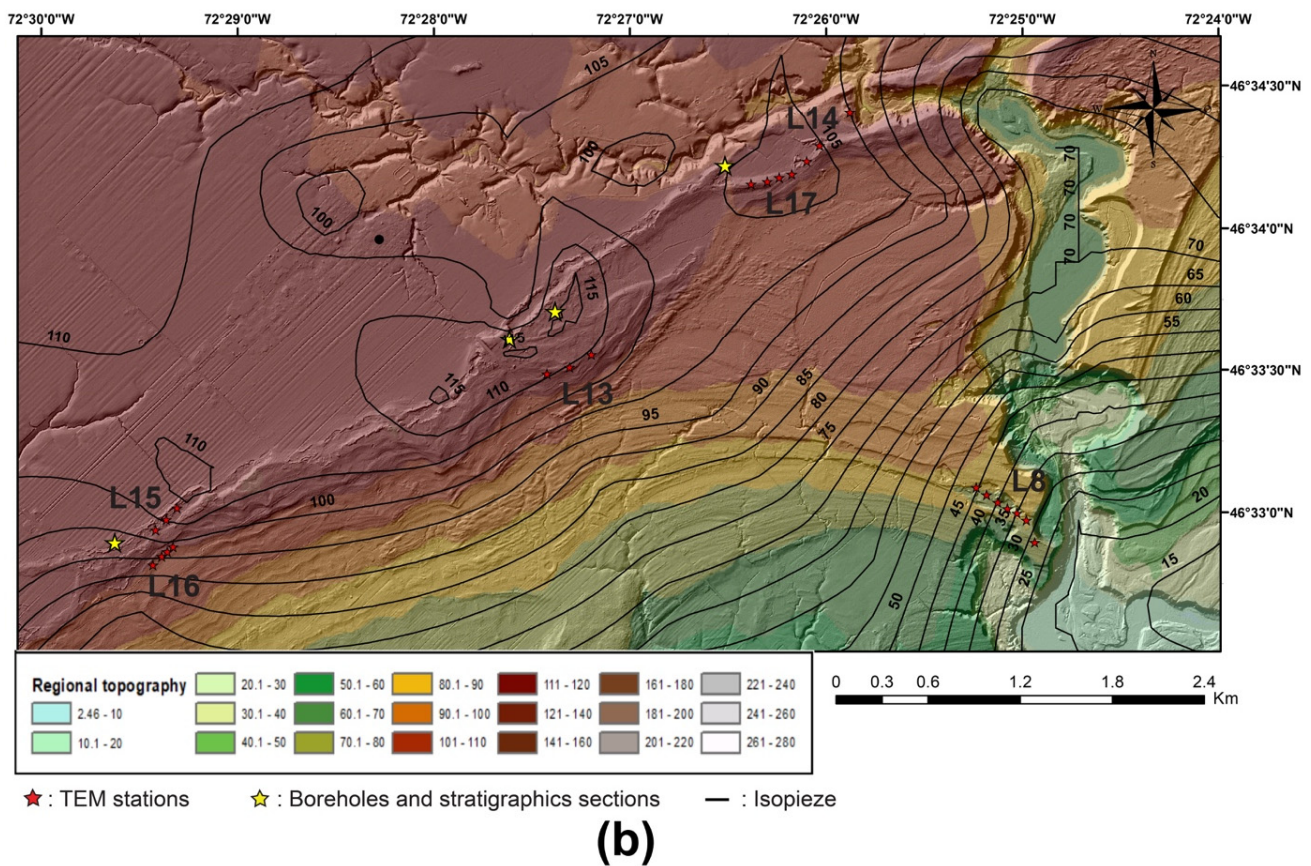 72°30'0"W 72°29'0"W 72°28'0"W 72°27'0"W 72°26'0"W 72°25'0"W 72°24'0"W
N
W
S
105
46°34'30"N
L14
105
100
70
L17
100
70
70
46°34'0"N
70
70
115
65
110
60
55
46°33'30"N
115
110
L13
90
85
80
95
75
110
L15
100
L8
45
40
35
20
46°33'0"N
30
15
L16
25
50
Regional topography
2.46 - 10
10.1 - 20
20.1 - 30
30.1 - 40
40.1 - 50
50.1 - 60
60.1 - 70
70.1 - 80
80.1 - 90
90.1 - 100
101 - 110
111 - 120
121 - 140
141 - 160
161 - 180
181 - 200
201 - 220
221 - 240
241 - 260
261 - 280
0 0.3 0.6 1.2 1.8 2.4
Km
: TEM stations : Boreholes and stratigraphics sections : Isopieze
(b)